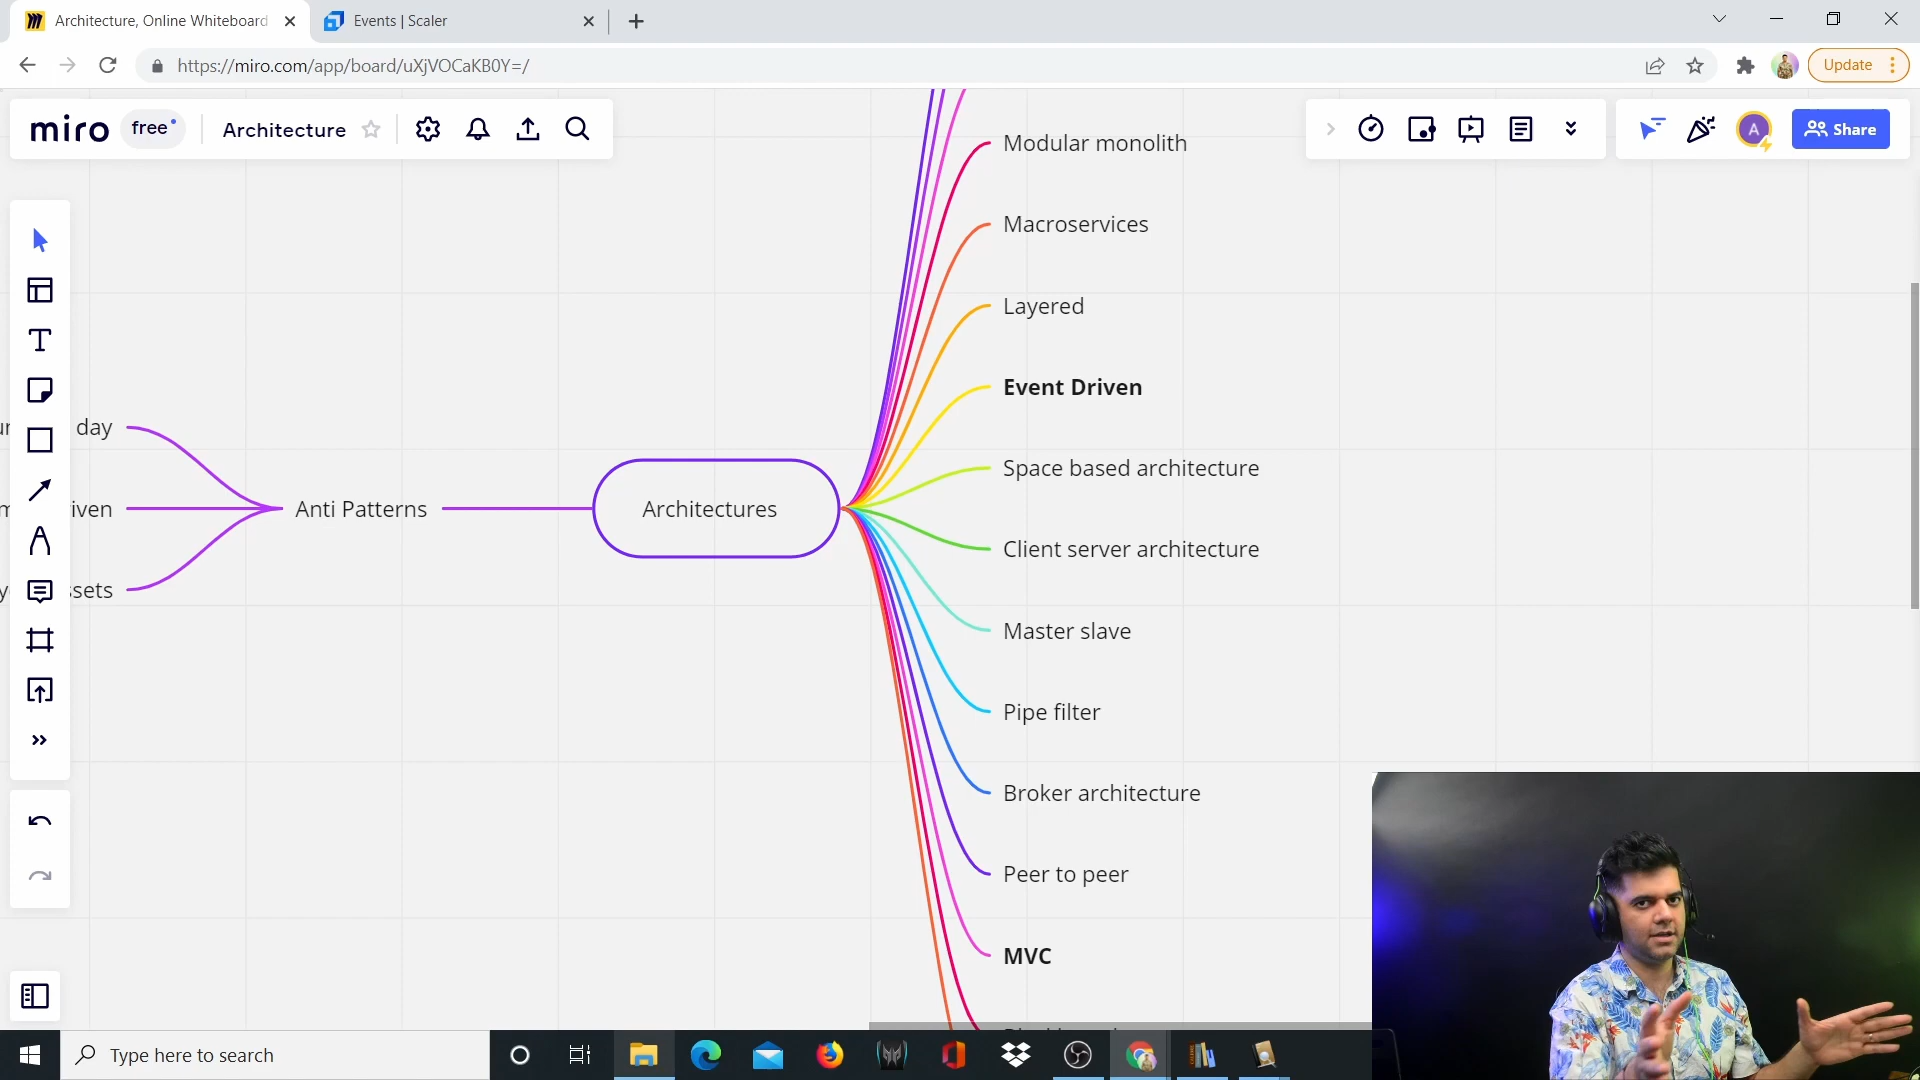 Architecture, Online Whiteboard
Events | Scaler
https://miro.com/app/board/uXjVOCaKB0Y=/
Update
miro
free
Architecture
A
Share
Modular monolith
Macroservices
Layered
Event Driven
day
Space based architecture
Anti Patterns
Architectures
iven
Client server architecture
ssets
Master slave
Pipe filter
Broker architecture
Peer to peer
MVC
Type here to search